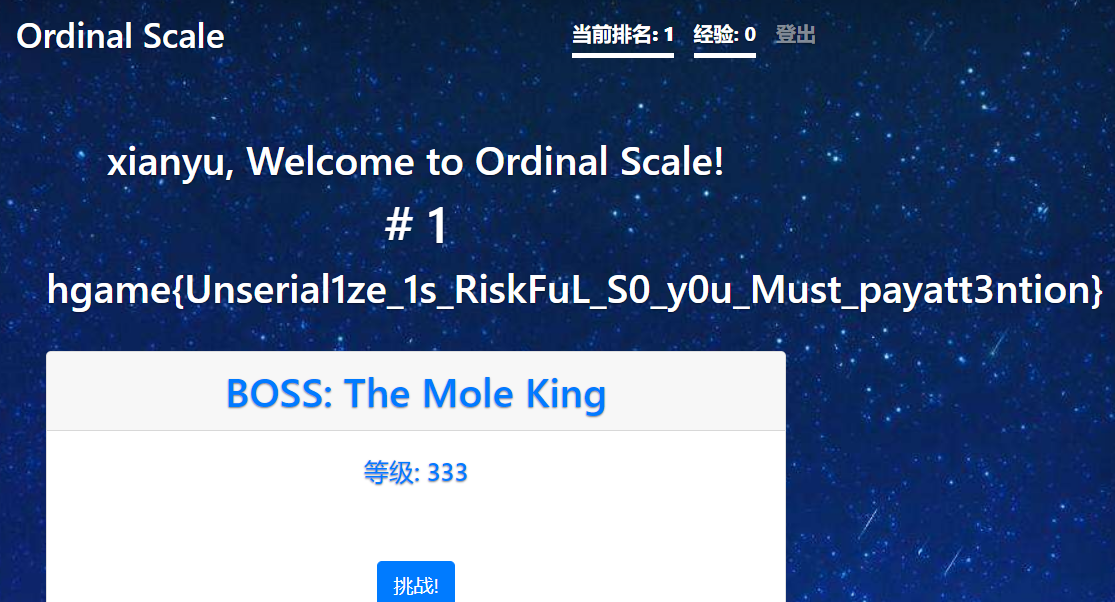 Ordinal Scale 当前排名: 1 经验: 0 登出
xianyu, Welcome to Ordinal Scale!
# 1
hgame{Unserial1ze_1s_RiskFuL_S0_y0u_Must_payatt3ntion}
BOSS: The Mole King
等级: 333
挑战!